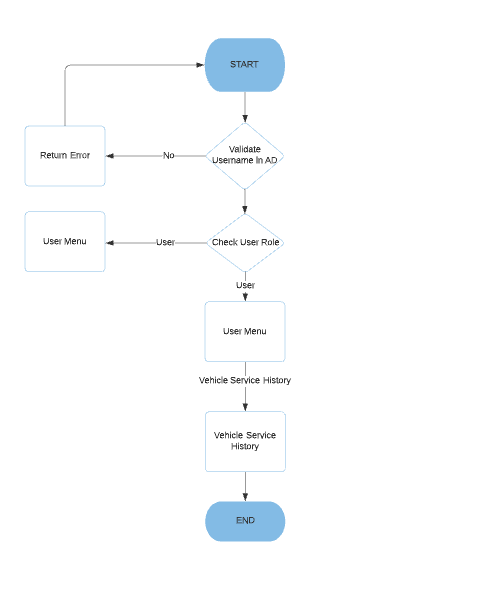 START
Validate
Username In AD
No
Return Error
User Menu
User
Check User Role
User
User Menu
Vehicle Service History
Vehicle Service
History
END